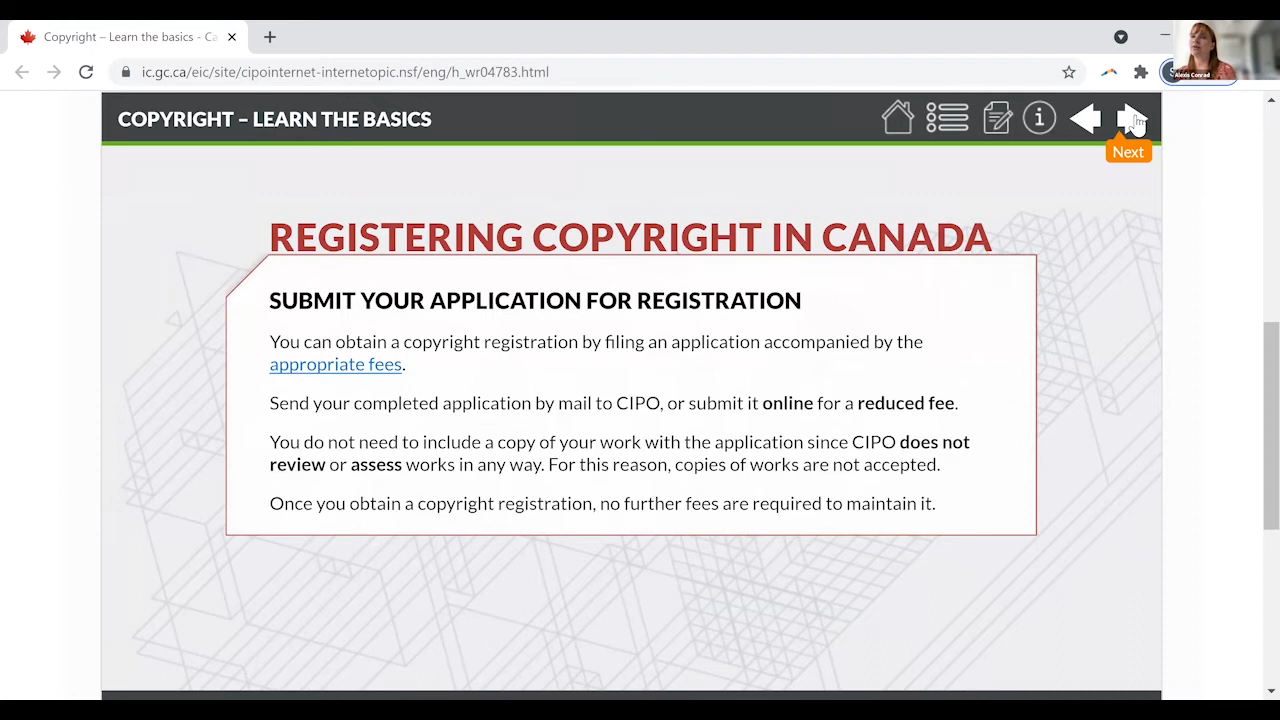 Copyright – Learn the basics - Ca
ic.gc.ca/eic/site/cipointernet-internetopic.nsf/eng/h_wr04783.html
Alexis Conrad
COPYRIGHT – LEARN THE BASICS
Next
REGISTERING COPYRIGHT IN CANADA
SUBMIT YOUR APPLICATION FOR REGISTRATION
You can obtain a copyright registration by filing an application accompanied by the
appropriate fees.
Send your completed application by mail to CIPO, or submit it online for a reduced fee.
You do not need to include a copy of your work with the application since CIPO does not
review or assess works in any way. For this reason, copies of works are not accepted.
Once you obtain a copyright registration, no further fees are required to maintain it.